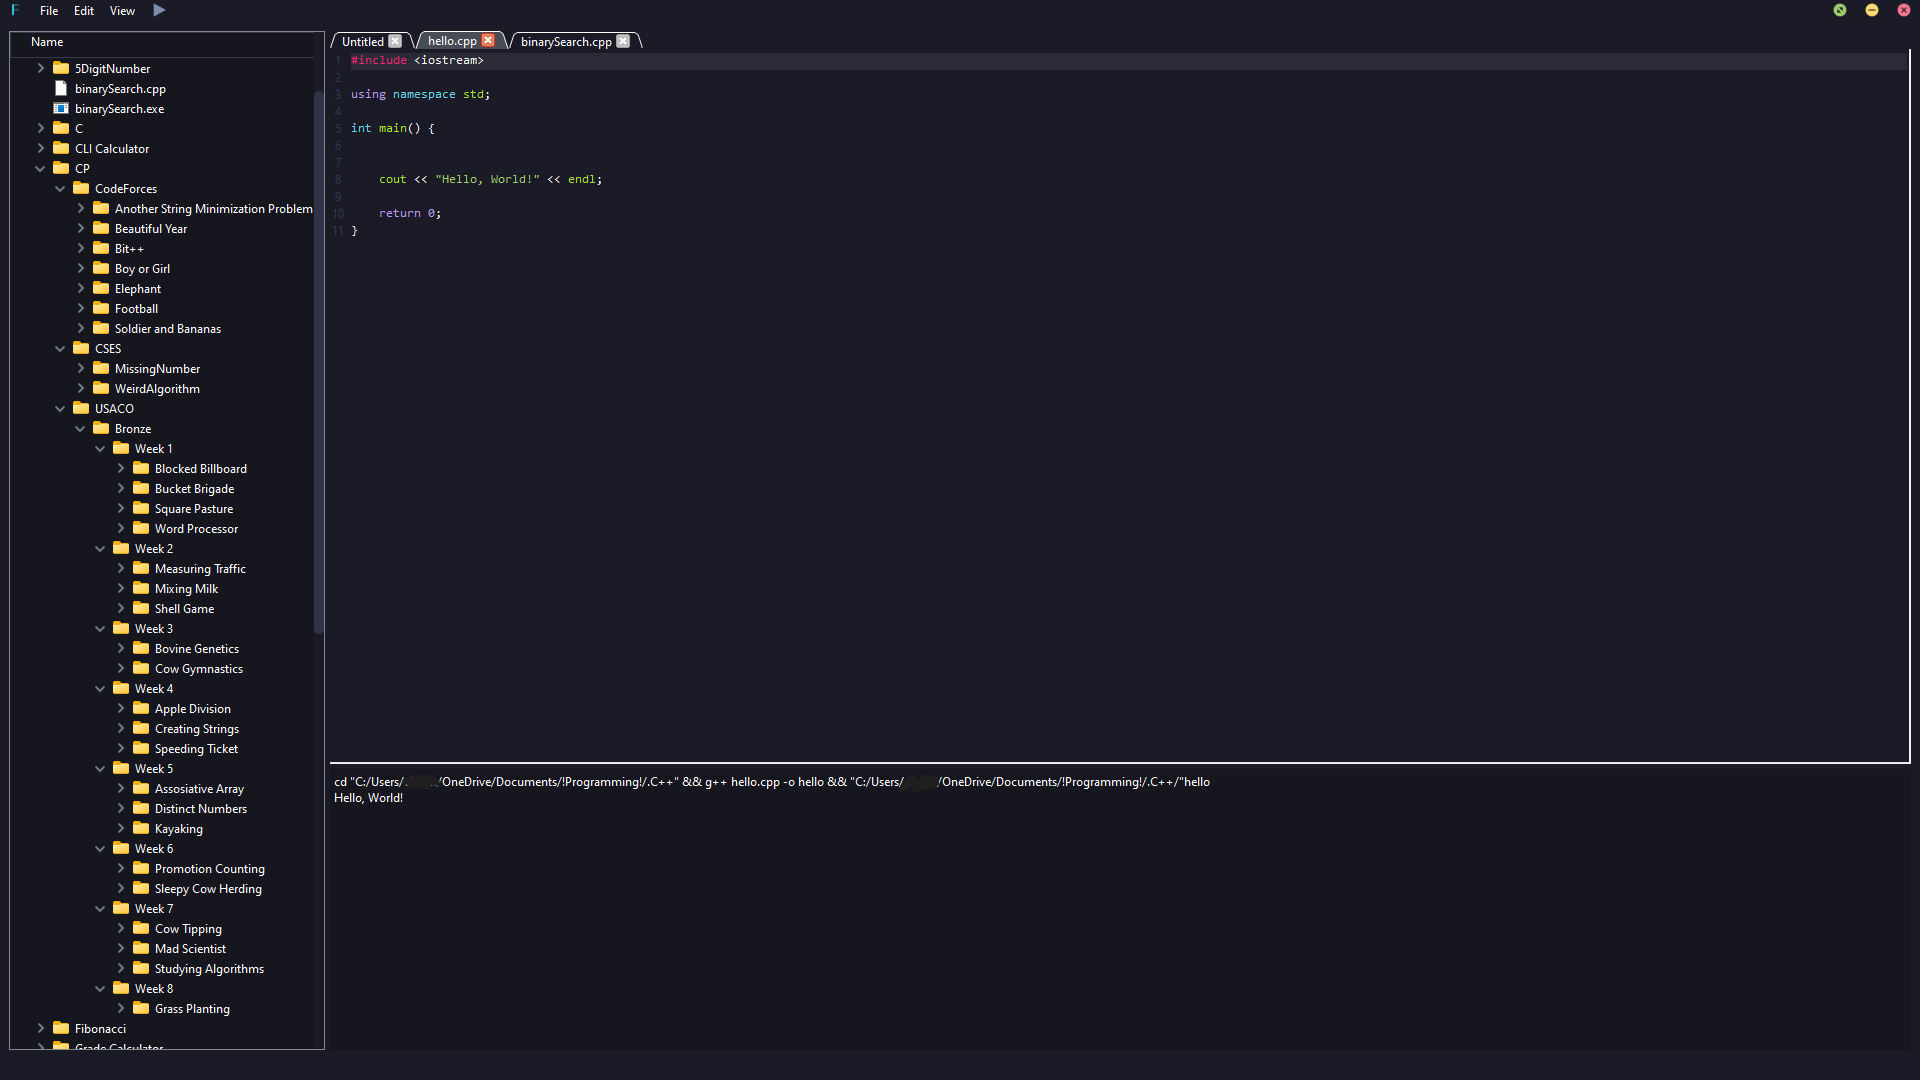 F File Edit View
Name
5DigitNumber
binarySearch.cpp
binarySearch.exe
C
CLI Calculator
CP
CodeForces
Another String Minimization Problem
Beautiful Year
Bit++
Boy or Girl
Elephant
Football
Soldier and Bananas
CSES
MissingNumber
WeirdAlgorithm
USACO
Bronze
Week 1
Blocked Billboard
Bucket Brigade
Square Pasture
Word Processor
Week 2
Measuring Traffic
Mixing Milk
Shell Game
Week 3
Bovine Genetics
Cow Gymnastics
Week 4
Apple Division
Creating Strings
Speeding Ticket
Week 5
Assosiative Array
Distinct Numbers
Kayaking
Week 6
Promotion Counting
Sleepy Cow Herding
Week 7
Cow Tipping
Mad Scientist
Studying Algorithms
Week 8
Grass Planting
Fibonacci
Grade Calculator
Untitled hello.cpp binarySearch.cpp
1 #include <iostream>
2
3 using namespace std;
4
5 int main() {
6
7
8 cout << "Hello, World!" << endl;
9
10 return 0;
11 }
cd "C:/Users/ /OneDrive/Documents/!Programming!/.C++" && g++ hello.cpp -o hello && "C:/Users/ /OneDrive/Documents/!Programming!/.C++/"hello
Hello, World!